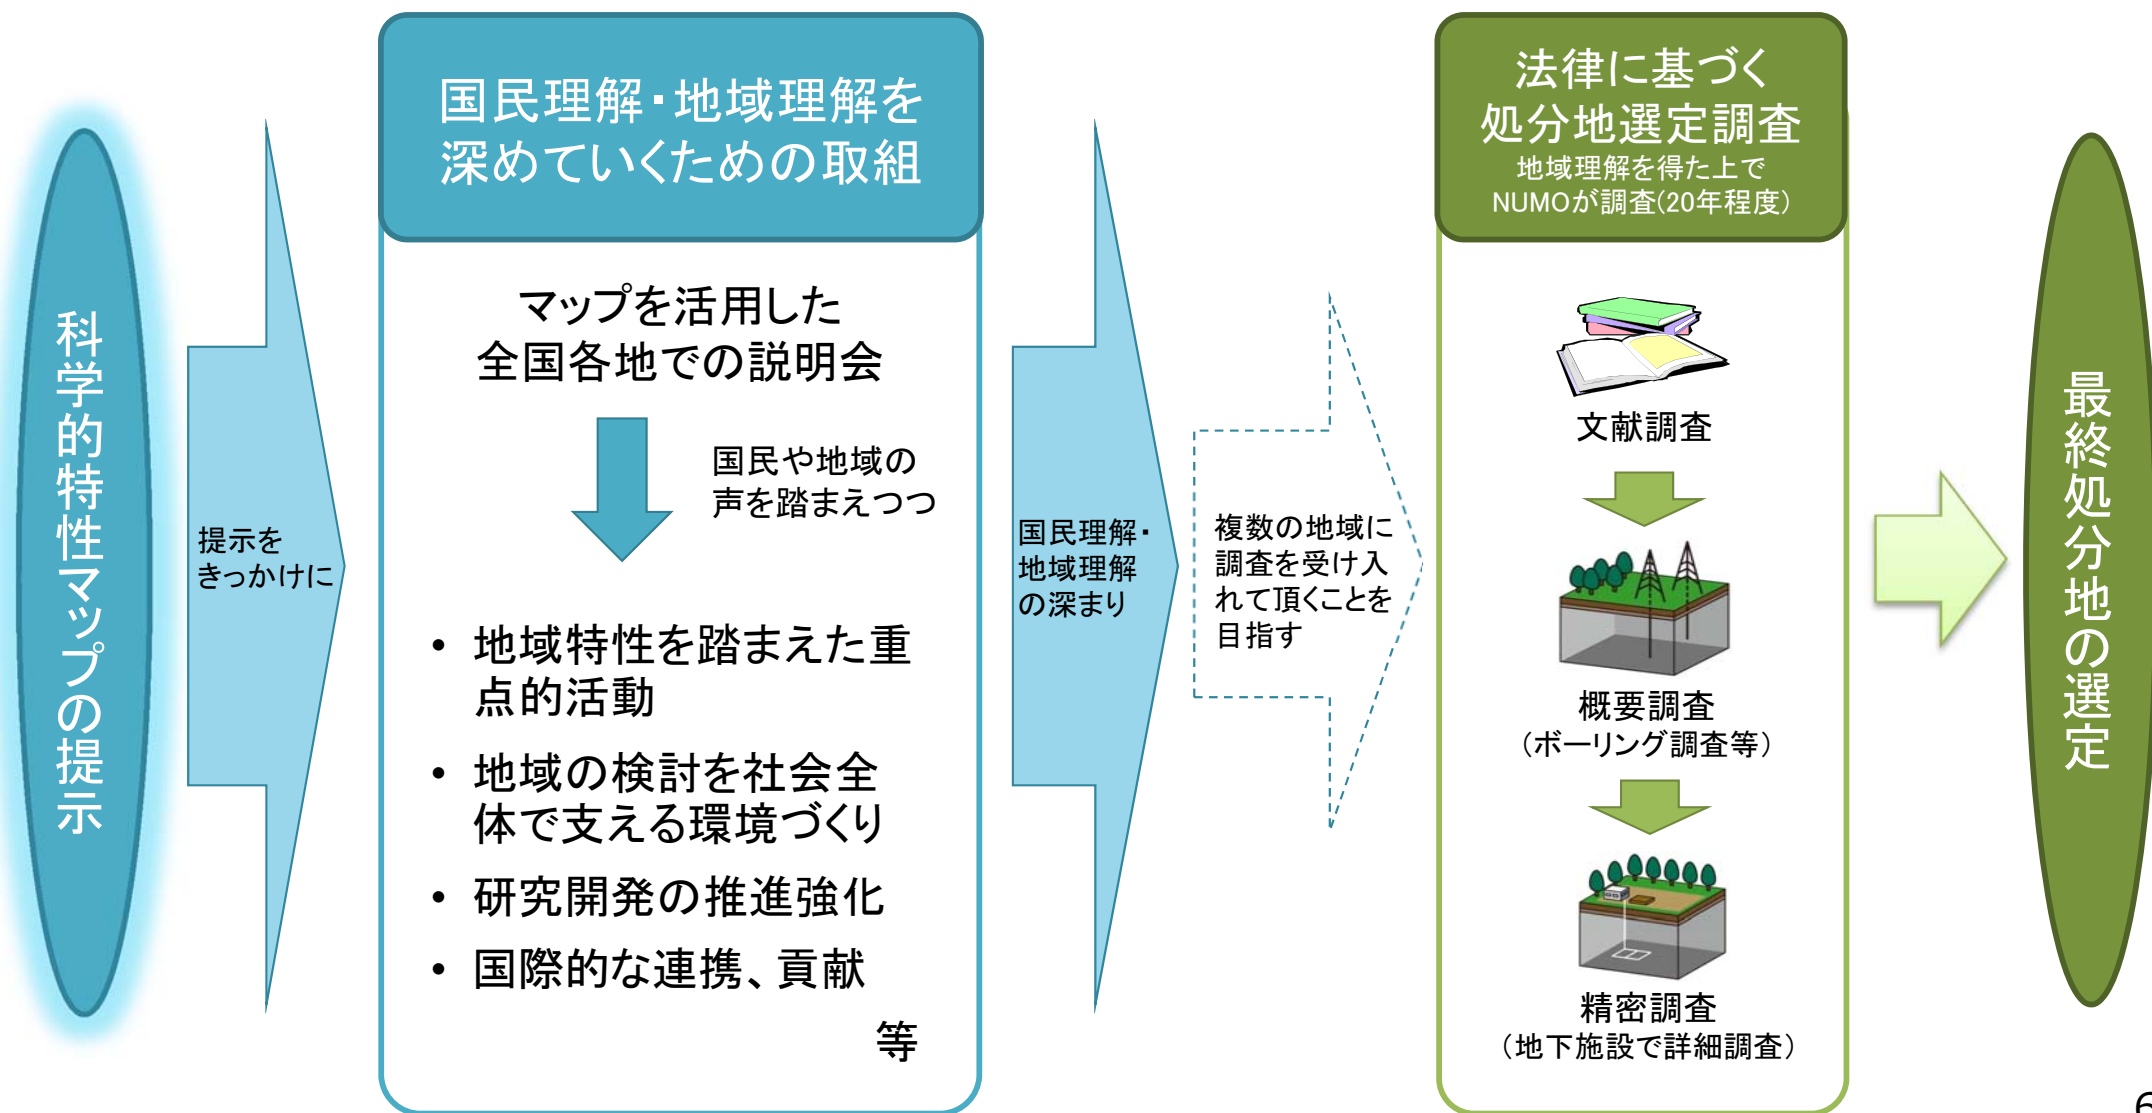 科学的特性マップの提示
提示を
きっかけに
国民理解・地域理解を
深めていくための取組
マップを活用した
全国各地での説明会
国民や地域の
声を踏まえつつ
• 地域特性を踏まえた重
点的活動
• 地域の検討を社会全
体で支える環境づくり
• 研究開発の推進強化
• 国際的な連携、貢献
等
国民理解・
地域理解
の深まり
複数の地域に
調査を受け入
れて頂くことを
目指す
法律に基づく
処分地選定調査
地域理解を得た上で
NUMOが調査(20年程度)
文献調査
概要調査
（ボーリング調査等）
精密調査
（地下施設で詳細調査）
最終処分地の選定
6